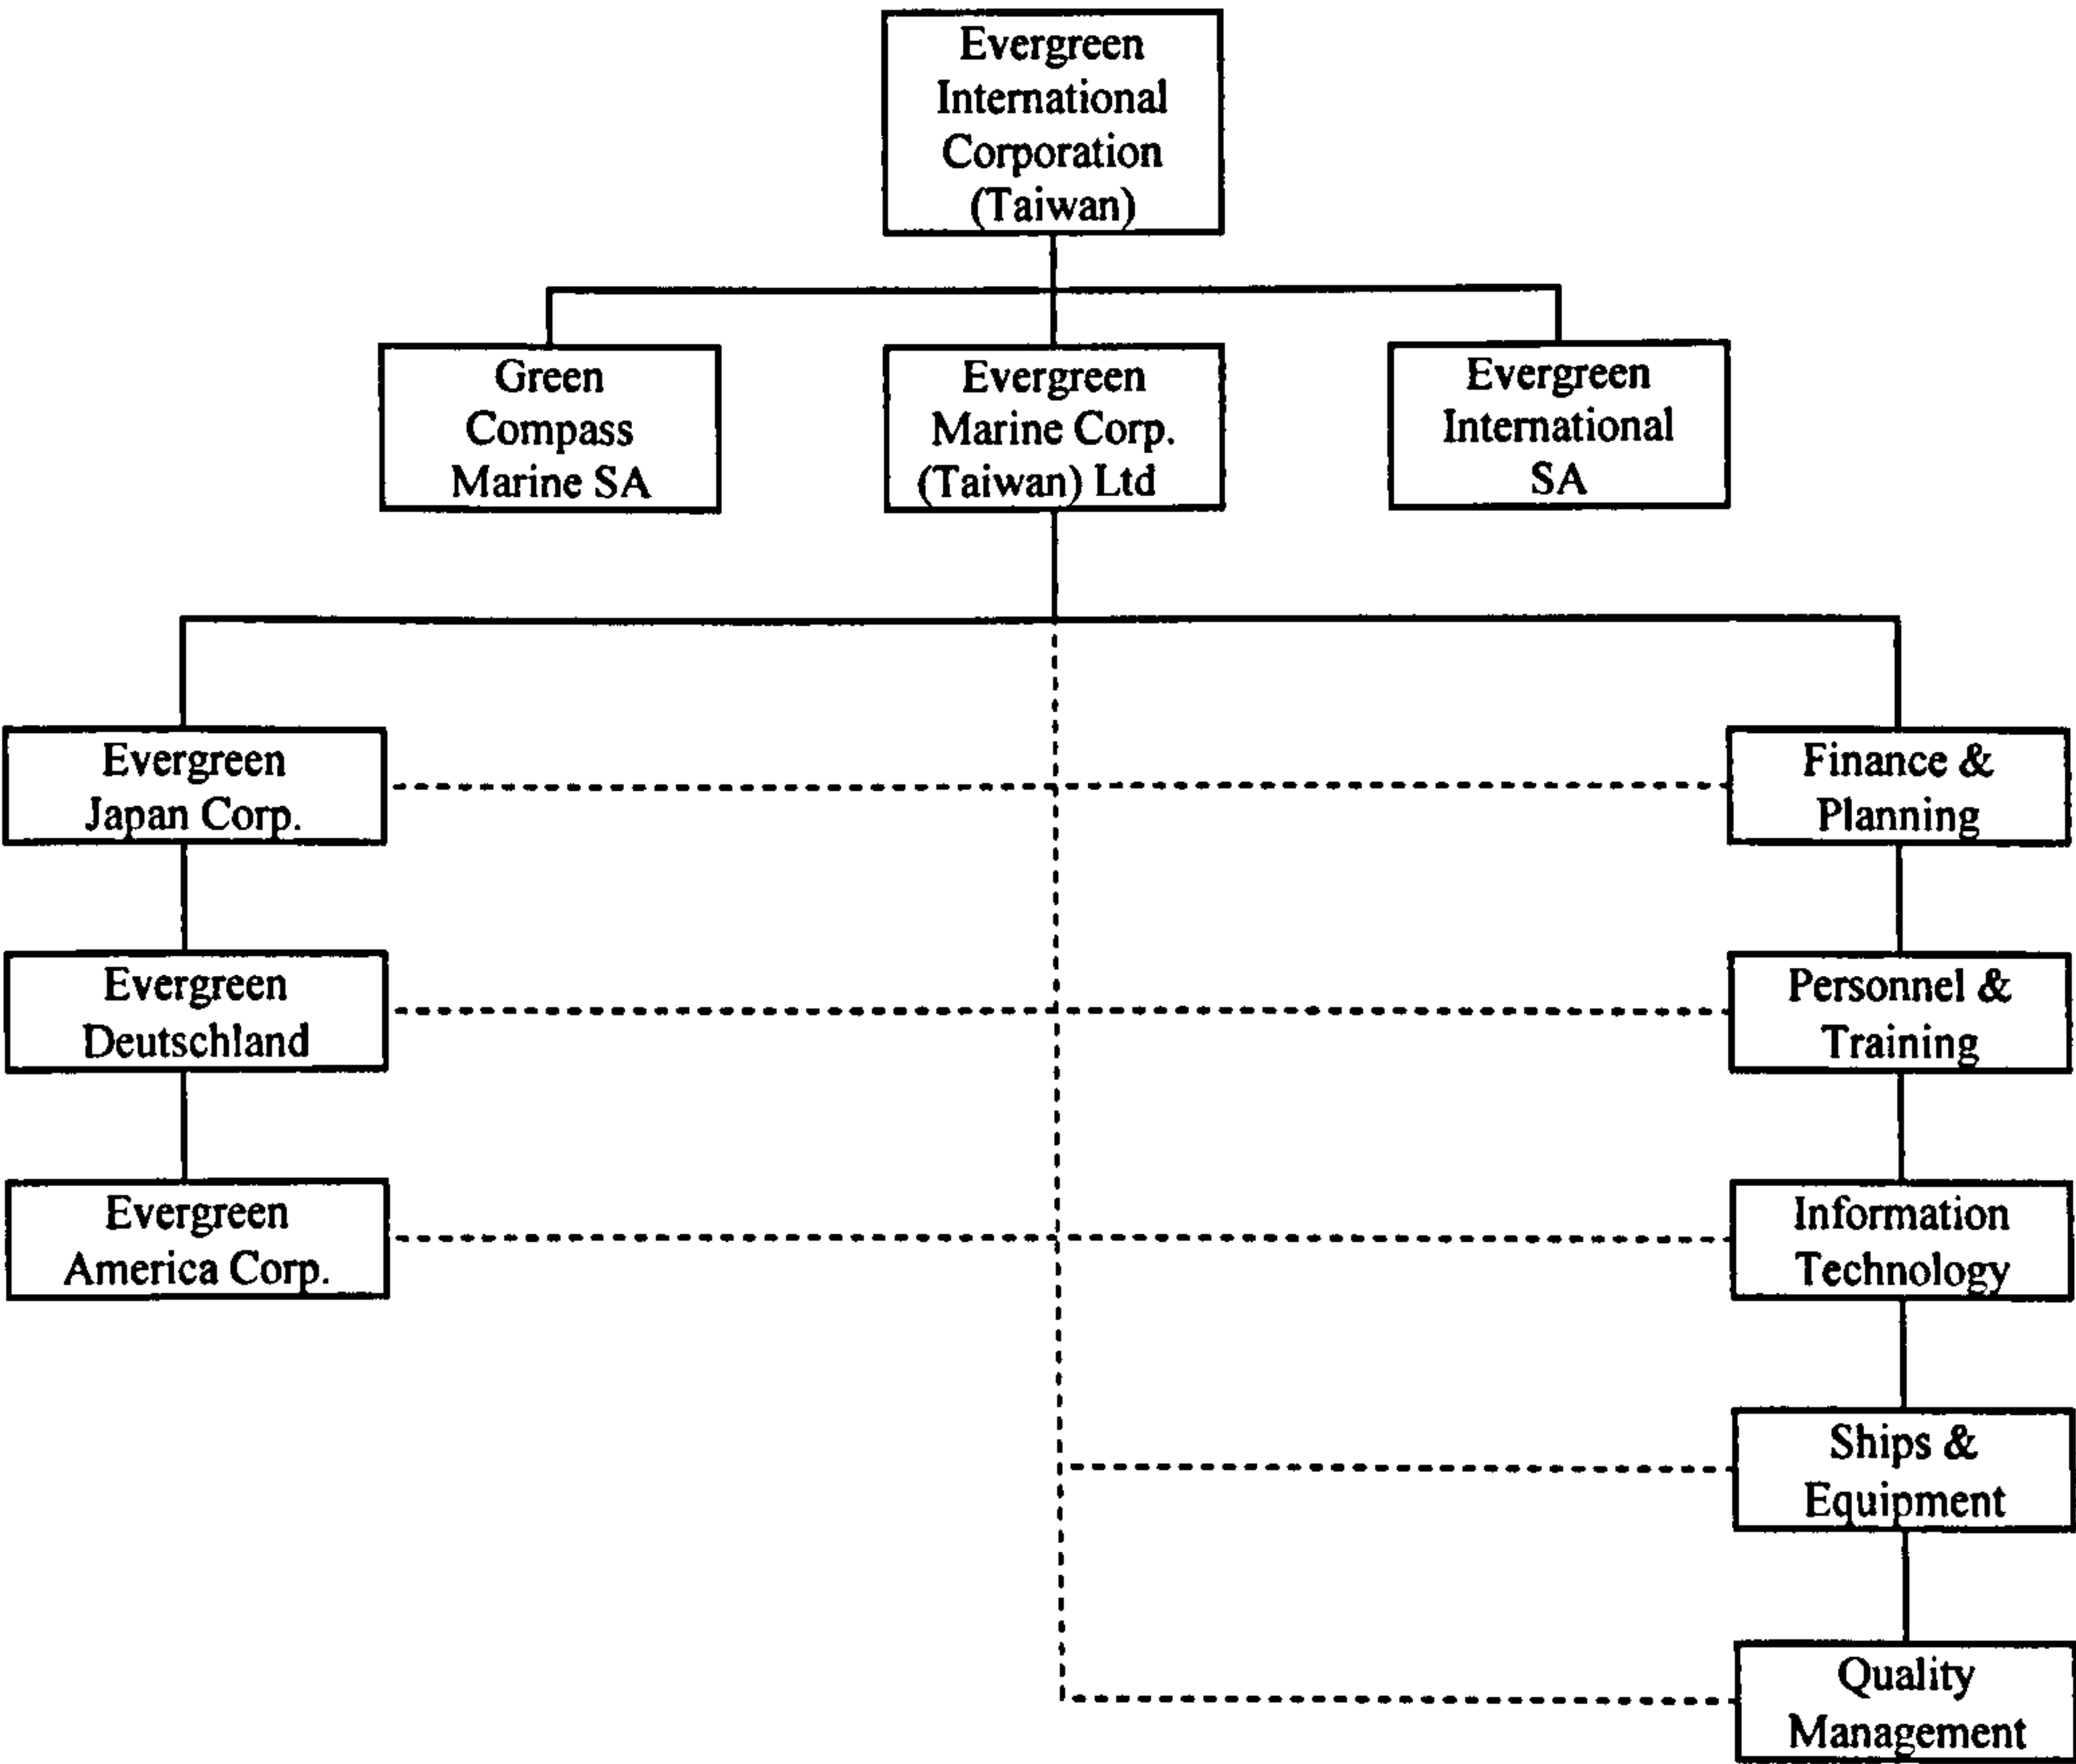 Evergreen
International
Corporation
(Taiwan)
Green
Compass
Marine SA
Evergreen
Marine Corp.
(Taiwan) Ltd
Evergreen
International
SA
Evergreen
Japan Corp.
Finance &
Planning
Evergreen
Deutschland
Personnel &
Training
Evergreen
America Corp.
Information
Technology
Ships &
Equipment
Quality
Management